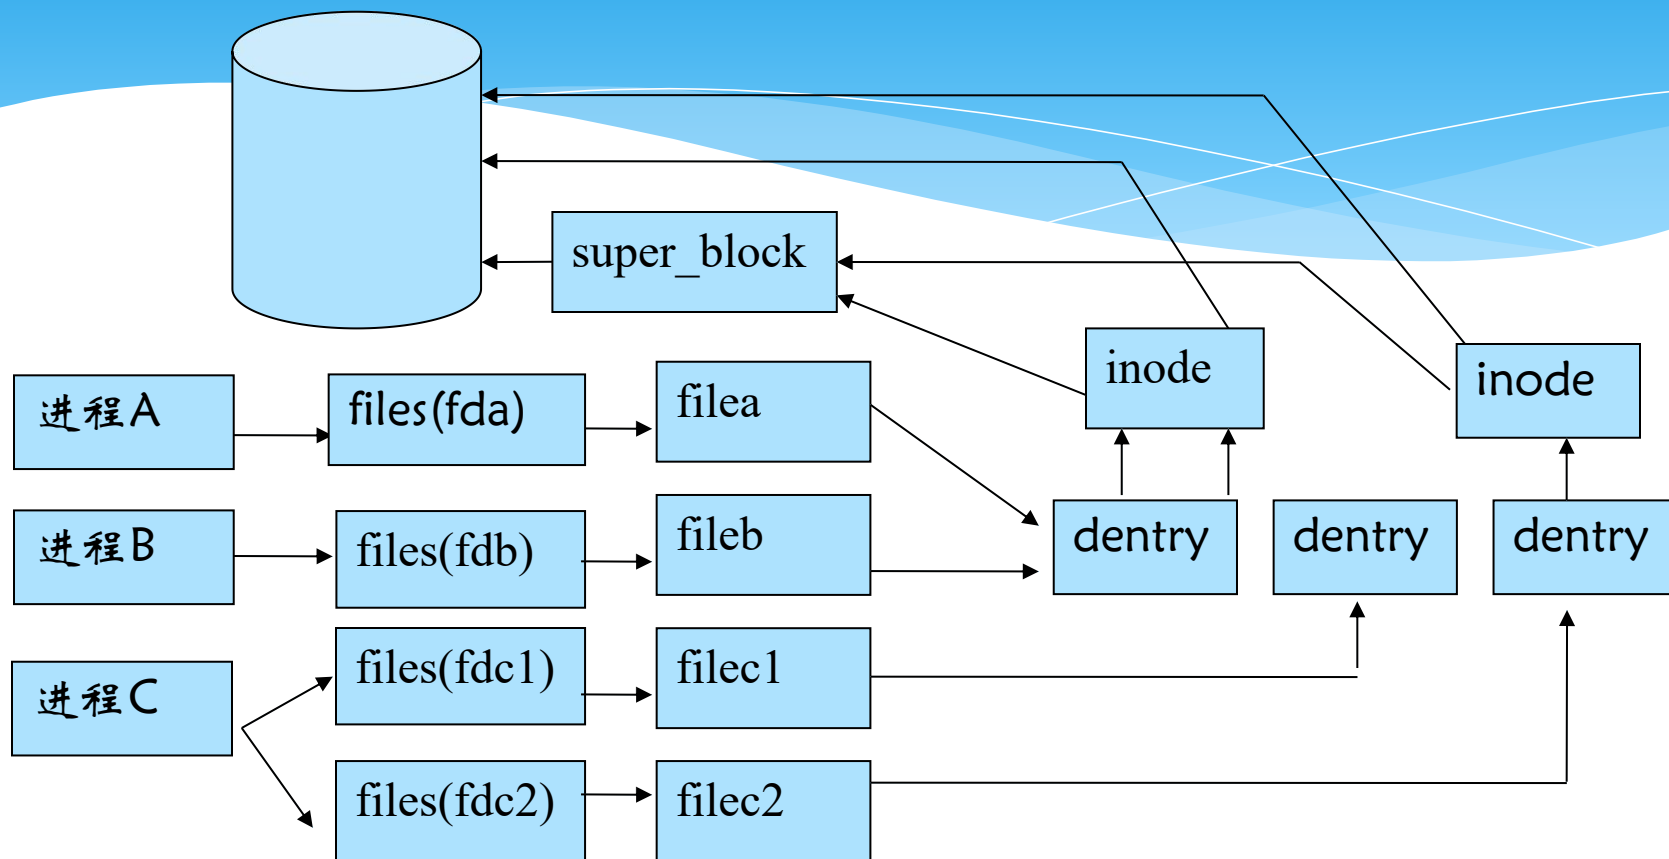 super_block
inode
inode
进程A
files(fda)
filea
进程B
files(fdb)
fileb
dentry
dentry
dentry
进程C
files(fdc1)
filec1
files(fdc2)
filec2